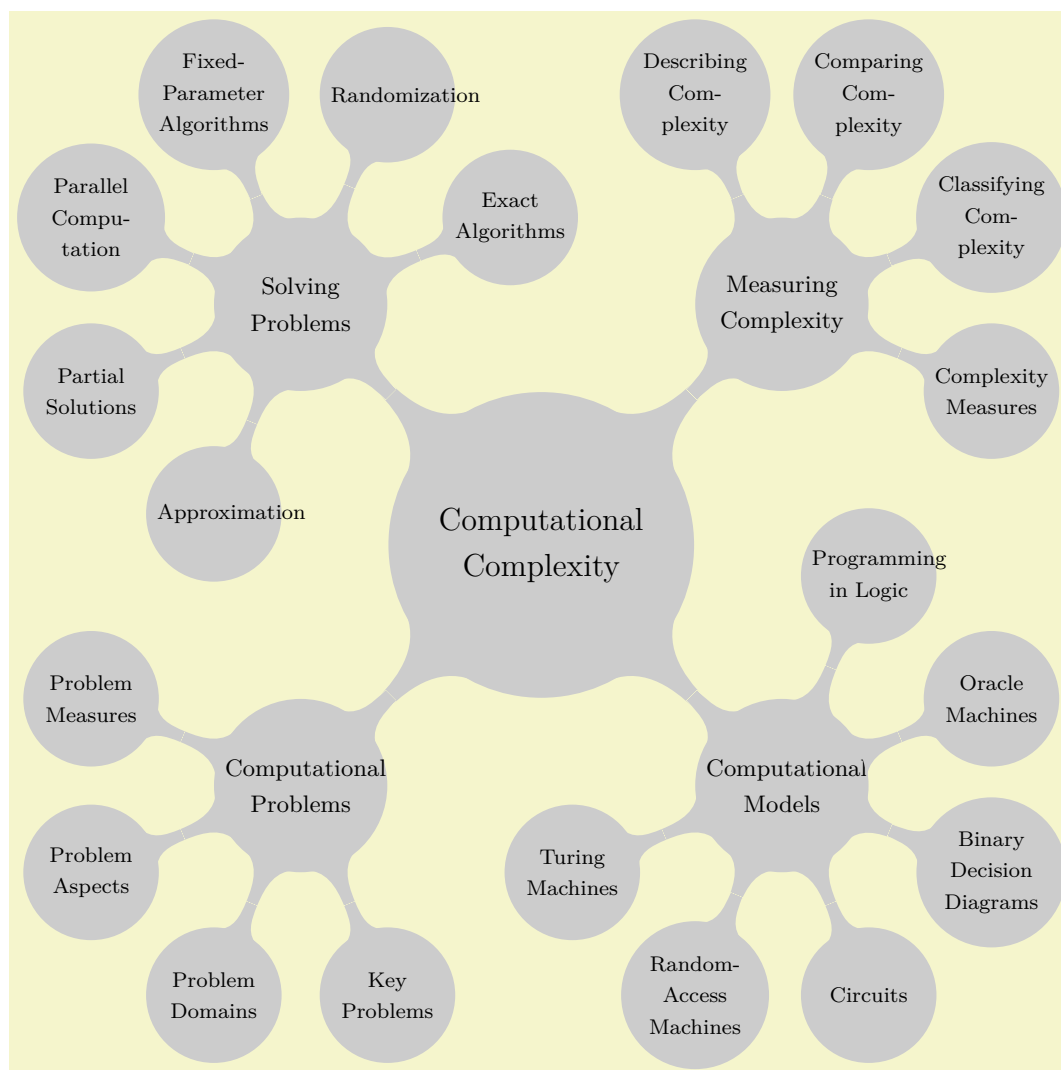 Computational
Complexity
Computational
Problems
Problem
Measures
Problem
Aspects
Problem
Domains
Key
Problems
Computational
Models
Turing
Machines
Random-
Access
Machines
Circuits
Binary
Decision
Diagrams
Oracle
Machines
Programming
in Logic
Measuring
Complexity
Complexity
Measures
Classifying
Com-
plexity
Comparing
Com-
plexity
Describing
Com-
plexity
Solving
Problems
Exact
Algorithms
Randomization
Fixed-
Parameter
Algorithms
Parallel
Compu-
tation
Partial
Solutions
Approximation